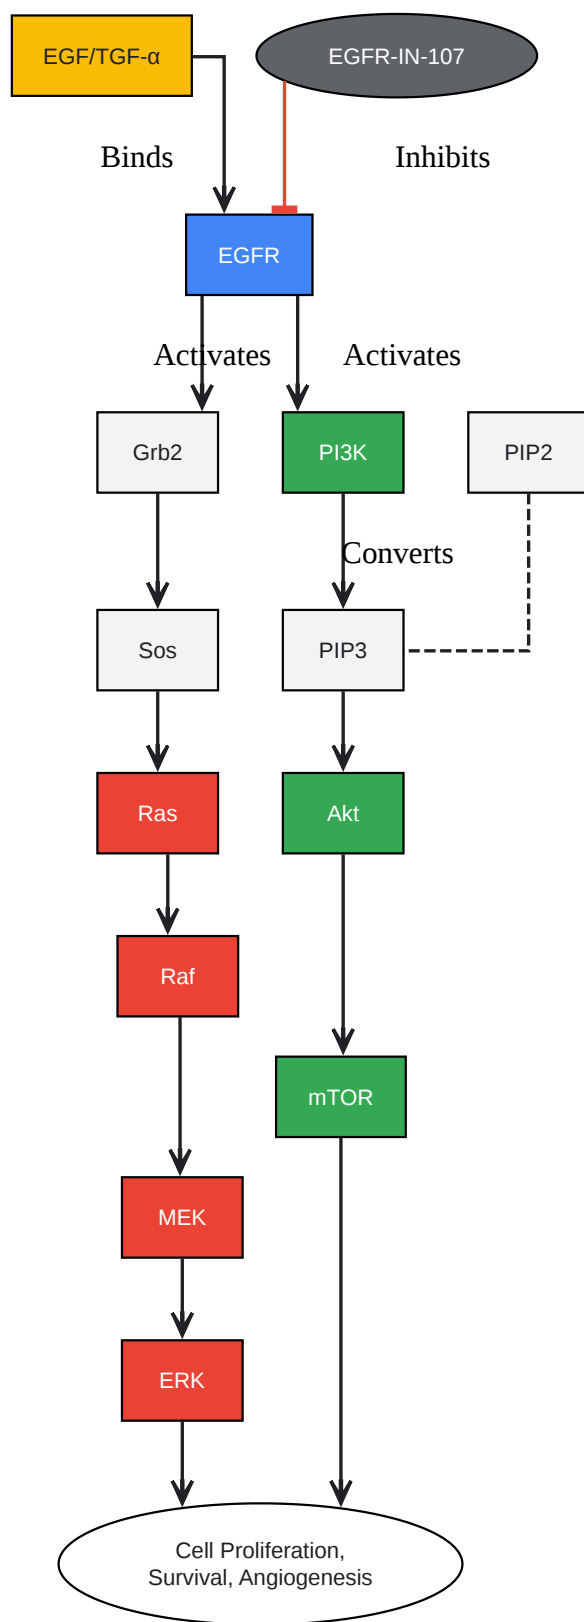 EGF/TGF-α
EGFR-IN-107
Binds
Inhibits
EGFR
Activates
Activates
Grb2
PI3K
PIP2
Converts
Sos
PIP3
Ras
Akt
Raf
mTOR
MEK
ERK
Cell Proliferation,
Survival, Angiogenesis